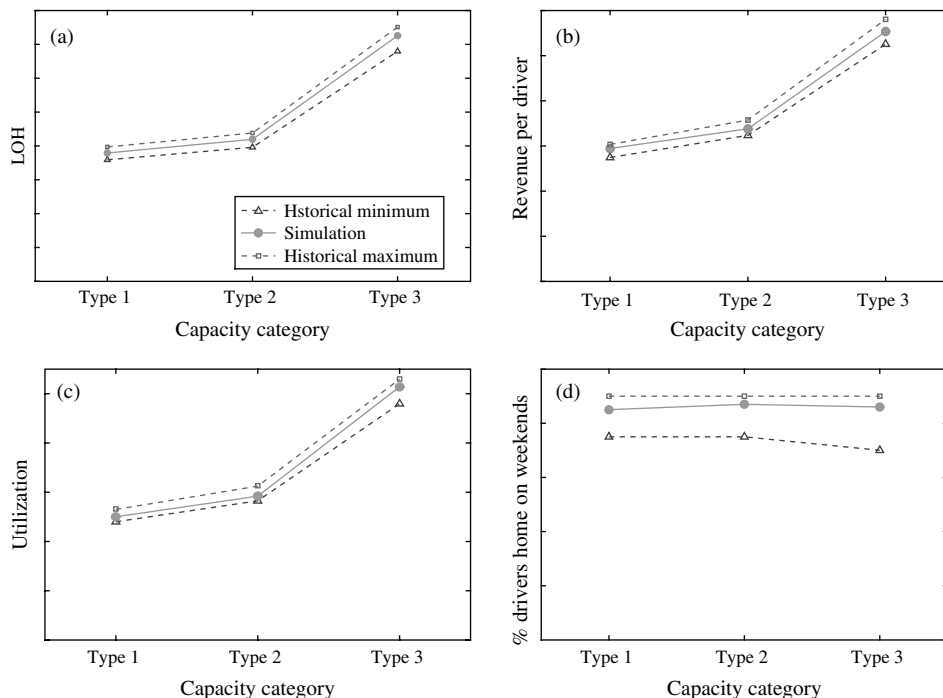 (a)
LOH
Hstorical minimum
Simulation
Historical maximum
Type 1 Type 2 Type 3
Capacity category
(b)
Revenue per driver
Type 1 Type 2 Type 3
Capacity category
(c)
Utilization
Type 1 Type 2 Type 3
Capacity category
(d)
% drivers home on weekends
Type 1 Type 2 Type 3
Capacity category